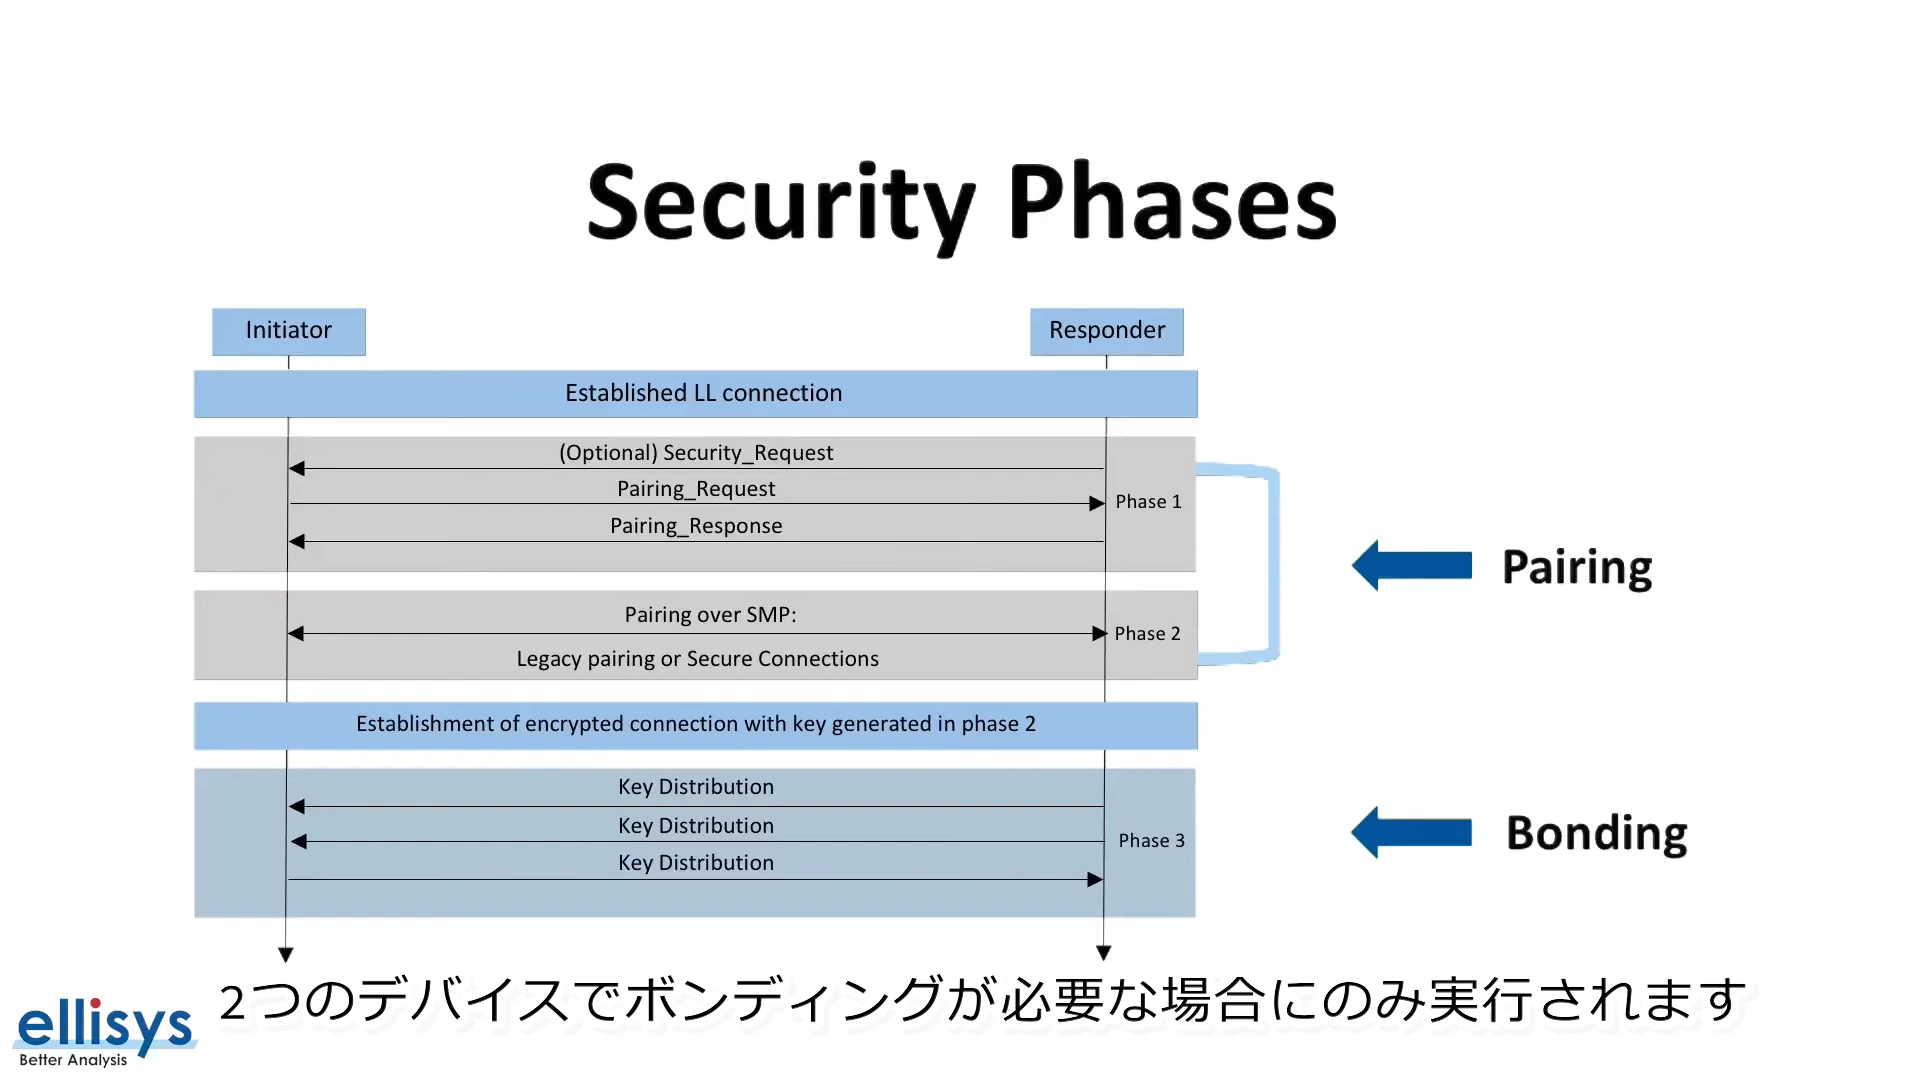 Security Phases
Initiator
Responder
Established LL connection
(Optional) Security_Request
Pairing_Request
Phase 1
Pairing_Response
Pairing
Pairing over SMP:
Phase 2
Legacy pairing or Secure Connections
Establishment of encrypted connection with key generated in phase 2
Key Distribution
Key Distribution
Phase 3
Bonding
Key Distribution
2つのデバイスでボンディングが必要な場合にのみ実行されます
ellisys
Better Analysis